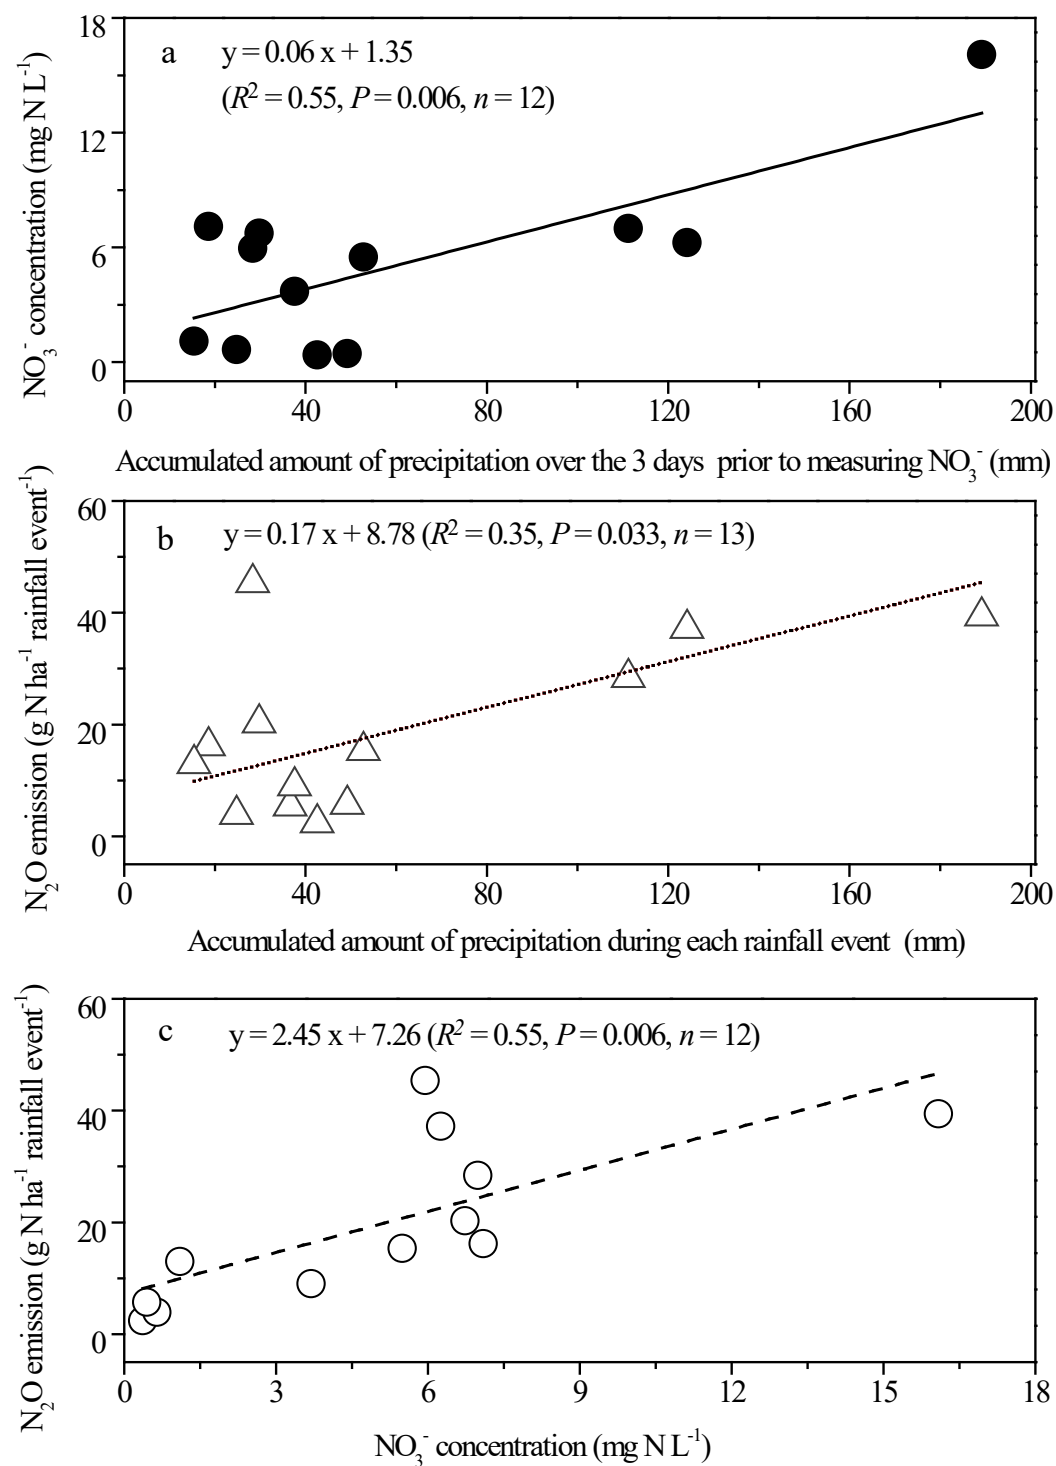 a
y = 0.06 x + 1.35
(R² = 0.55, P = 0.006, n = 12)
NO₃⁻ concentration (mg N L⁻¹)
18
12
6
0
0 40 80 120 160 200
Accumulated amount of precipitation over the 3 days prior to measuring NO₃⁻ (mm)
b
y = 0.17 x + 8.78 (R² = 0.35, P = 0.033, n = 13)
N₂O emission (g N ha⁻¹ rainfall event⁻¹)
60
40
20
0
0 40 80 120 160 200
Accumulated amount of precipitation during each rainfall event (mm)
c
y = 2.45 x + 7.26 (R² = 0.55, P = 0.006, n = 12)
N₂O emission (g N ha⁻¹ rainfall event⁻¹)
60
40
20
0
0 3 6 9 12 15 18
NO₃⁻ concentration (mg N L⁻¹)